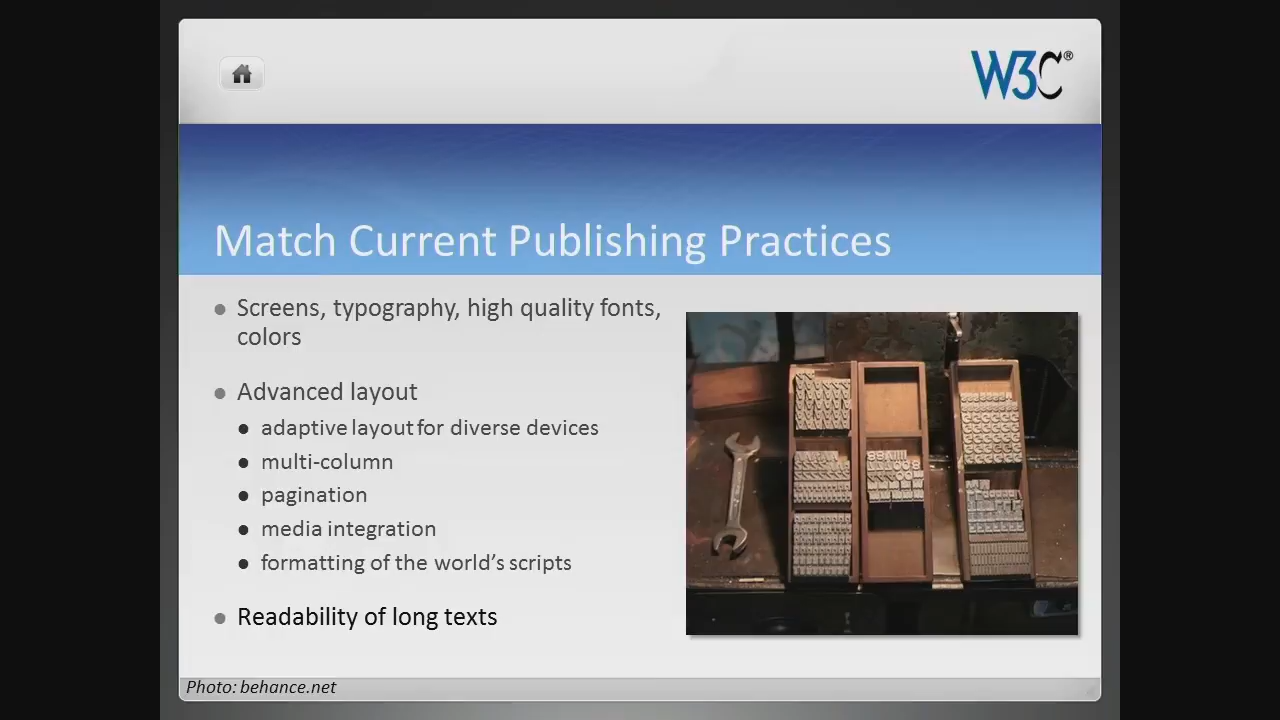 W3C®
Match Current Publishing Practices
Screens, typography, high quality fonts,
colors
Advanced layout
adaptive layout for diverse devices
multi-column
pagination
media integration
formatting of the world’s scripts
Readability of long texts
Photo: behance.net